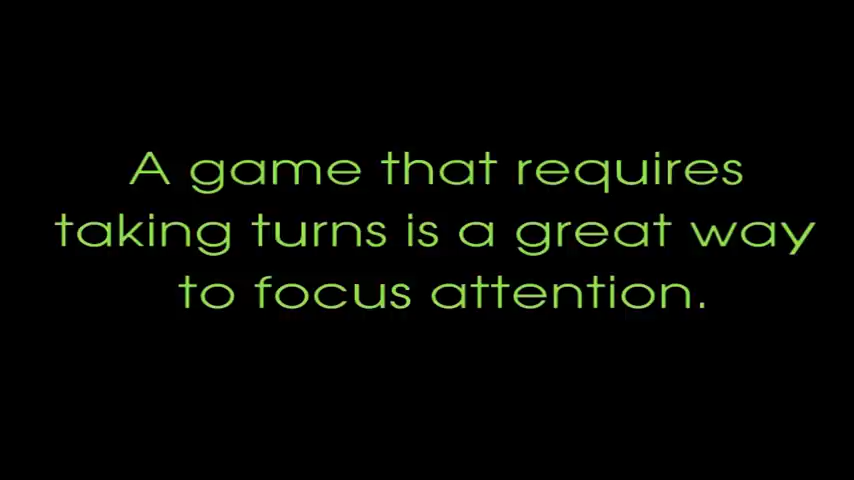 A game that requires
taking turns is a great way
to focus attention.